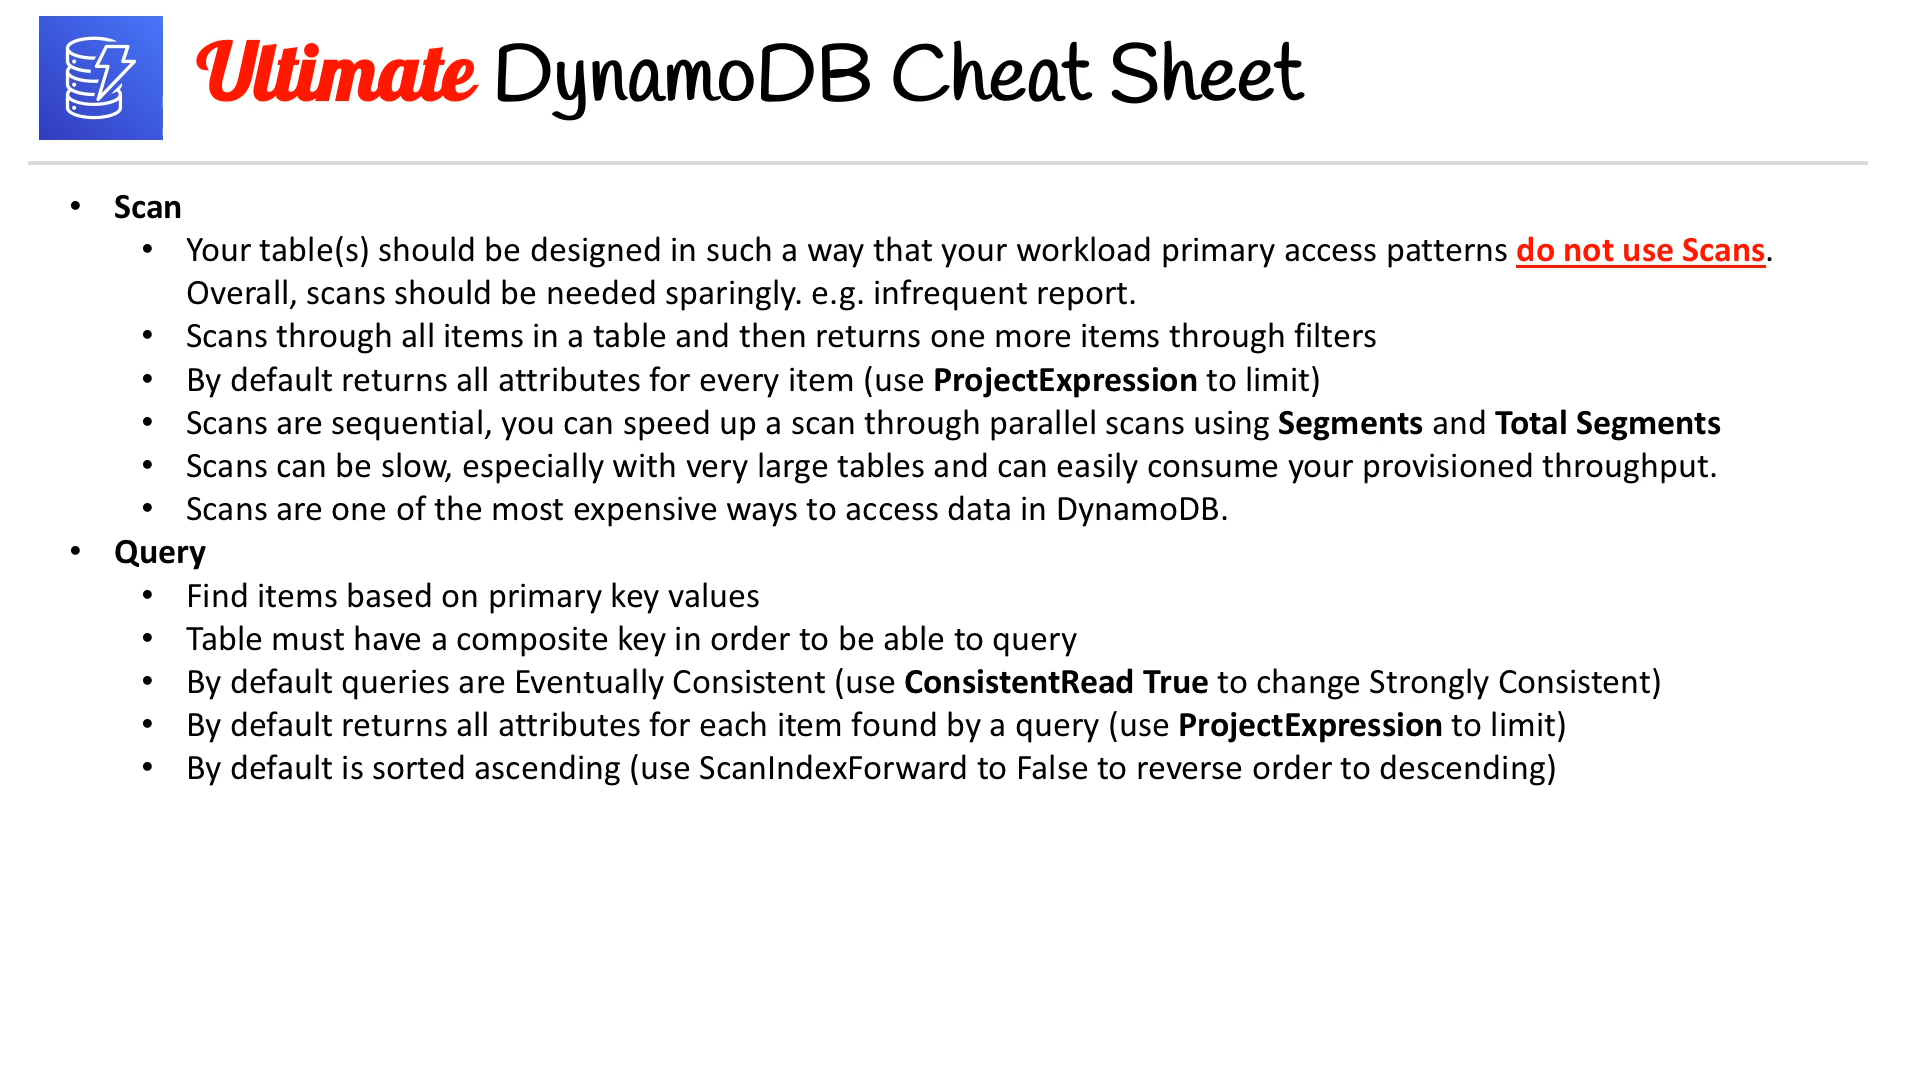 Ultimate DynamoDB Cheat Sheet
• Scan
• Your table(s) should be designed in such a way that your workload primary access patterns do not use Scans.
Overall, scans should be needed sparingly. e.g. infrequent report.
• Scans through all items in a table and then returns one more items through filters
• By default returns all attributes for every item (use ProjectExpression to limit)
• Scans are sequential, you can speed up a scan through parallel scans using Segments and Total Segments
• Scans can be slow, especially with very large tables and can easily consume your provisioned throughput.
• Scans are one of the most expensive ways to access data in DynamoDB.
• Query
• Find items based on primary key values
• Table must have a composite key in order to be able to query
• By default queries are Eventually Consistent (use ConsistentRead True to change Strongly Consistent)
• By default returns all attributes for each item found by a query (use ProjectExpression to limit)
• By default is sorted ascending (use ScanIndexForward to False to reverse order to descending)